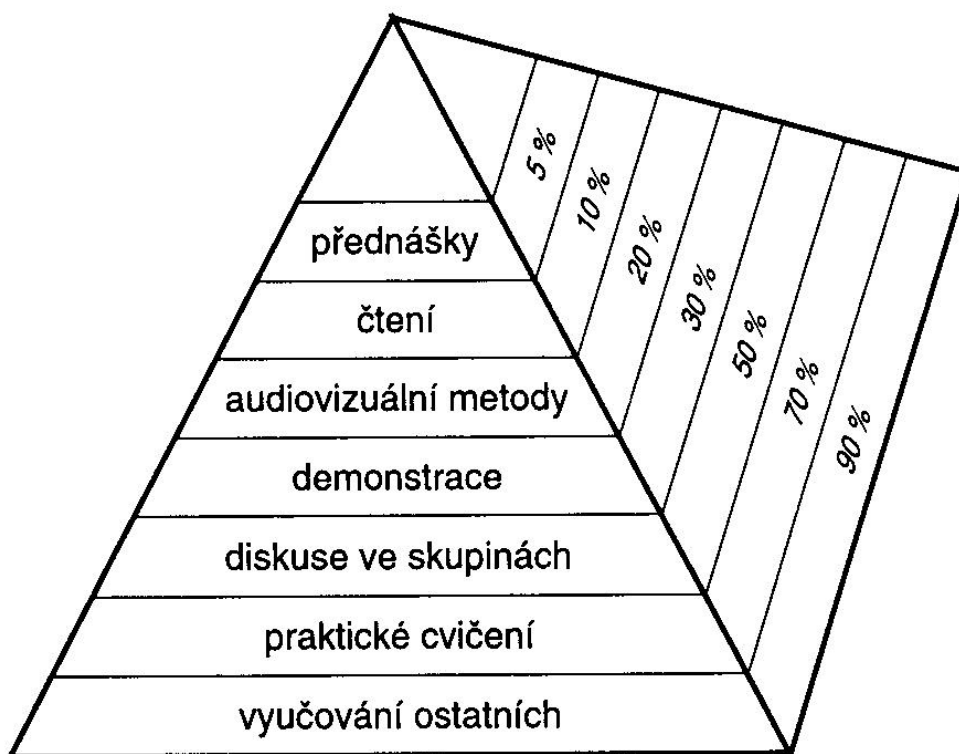 přednášky
5 %
čtení
10 %
audiovizuální metody
20 %
demonstrace
30 %
diskuse ve skupinách
50 %
praktické cvičení
70 %
vyučování ostatních
90 %